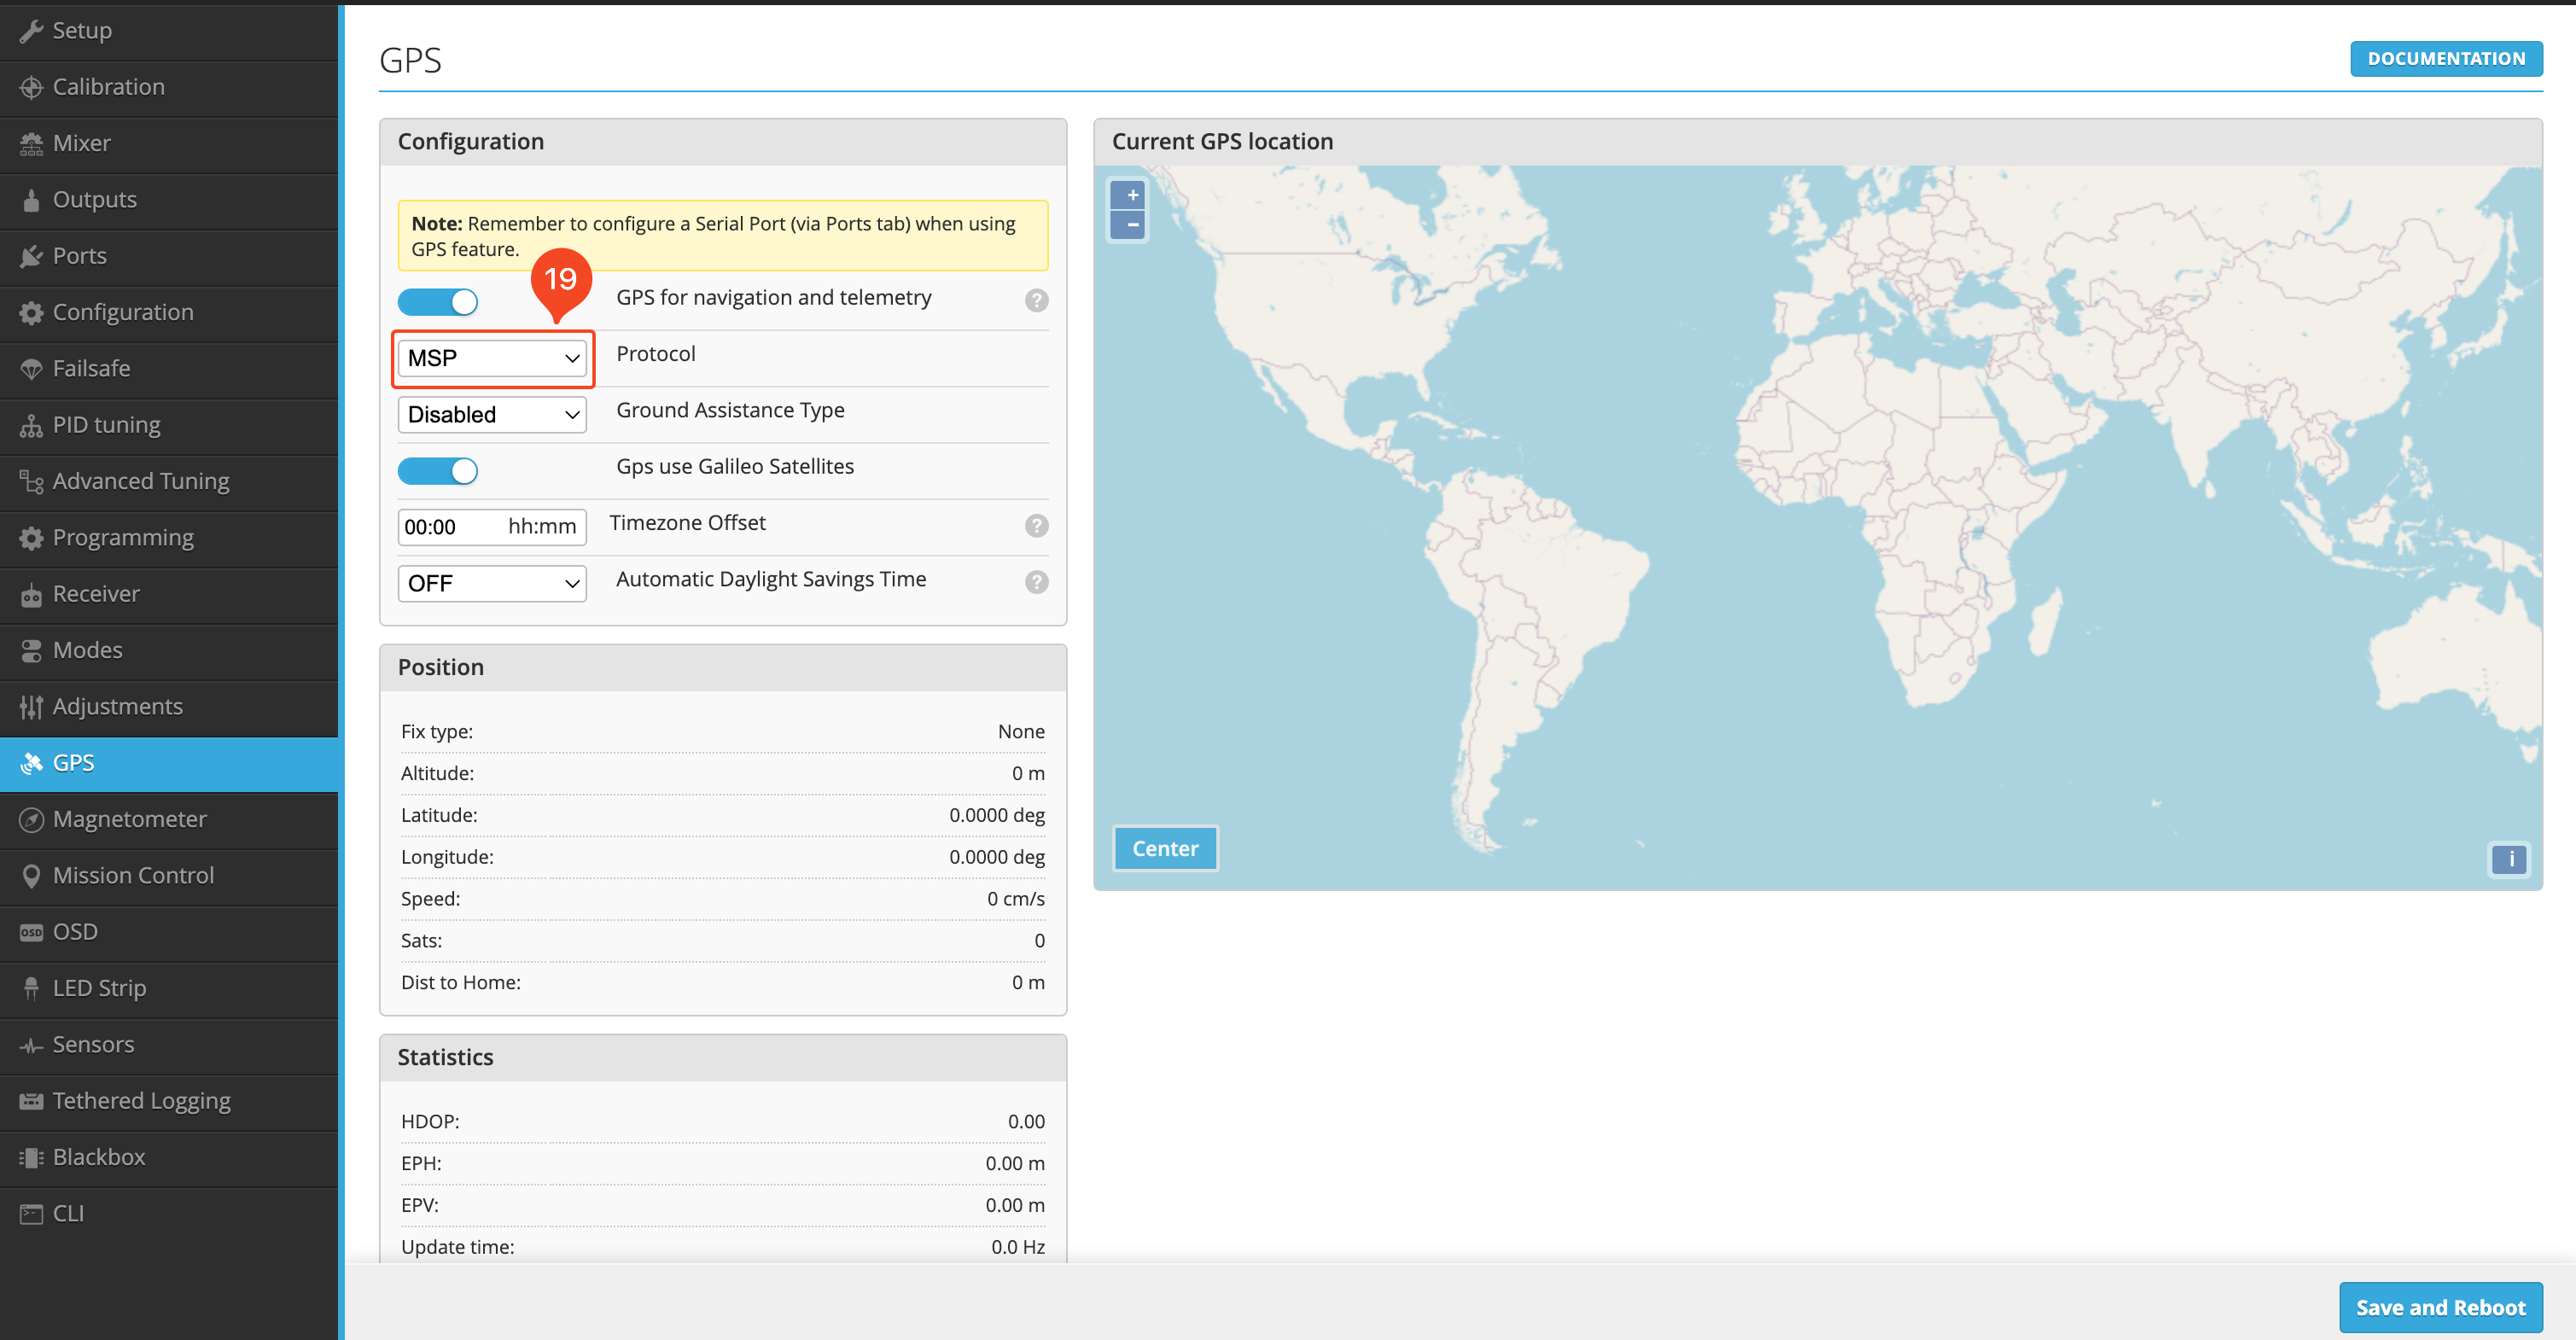 Setup
Calibration
Mixer
Outputs
Ports
Configuration
Failsafe
PID tuning
Advanced Tuning
Programming
Receiver
Modes
Adjustments
GPS
Magnetometer
Mission Control
OSD
OSD
LED Strip
Sensors
Tethered Logging
Blackbox
CLI
GPS
DOCUMENTATION
Configuration
Note: Remember to configure a Serial Port (via Ports tab) when using
GPS feature.
19
GPS for navigation and telemetry
?
MSP
Protocol
Disabled
Ground Assistance Type
Gps use Galileo Satellites
00:00 hh:mm
Timezone Offset
?
OFF
Automatic Daylight Savings Time
?
Position
Fix type: None
Altitude: 0 m
Latitude: 0.0000 deg
Longitude: 0.0000 deg
Speed: 0 cm/s
Sats: 0
Dist to Home: 0 m
Statistics
HDOP: 0.00
EPH: 0.00 m
EPV: 0.00 m
Update time: 0.0 Hz
Current GPS location
+
−
Center
i
Save and Reboot